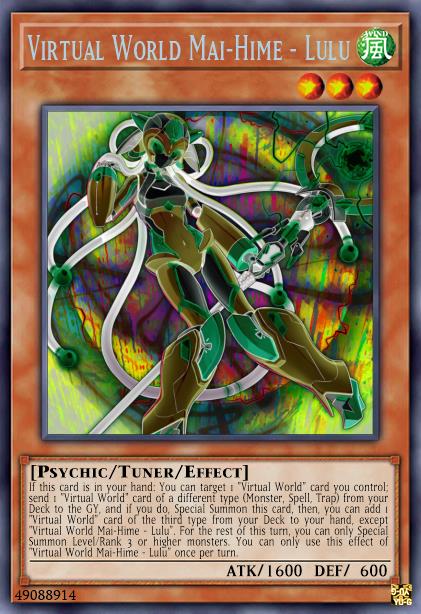 Virtual World Mai-Hime - Lulu
WIND
風
[Psychic/Tuner/Effect]
If this card is in your hand: You can target 1 "Virtual World" card you control;
send 1 "Virtual World" card of a different type (Monster, Spell, Trap) from your
Deck to the GY, and if you do, Special Summon this card, then, you can add 1
"Virtual World" card of the third type from your Deck to your hand, except
"Virtual World Mai-Hime - Lulu". For the rest of this turn, you can only Special
Summon Level/Rank 3 or higher monsters. You can only use this effect of
"Virtual World Mai-Hime - Lulu" once per turn.
ATK/1600 DEF/ 600
49088914